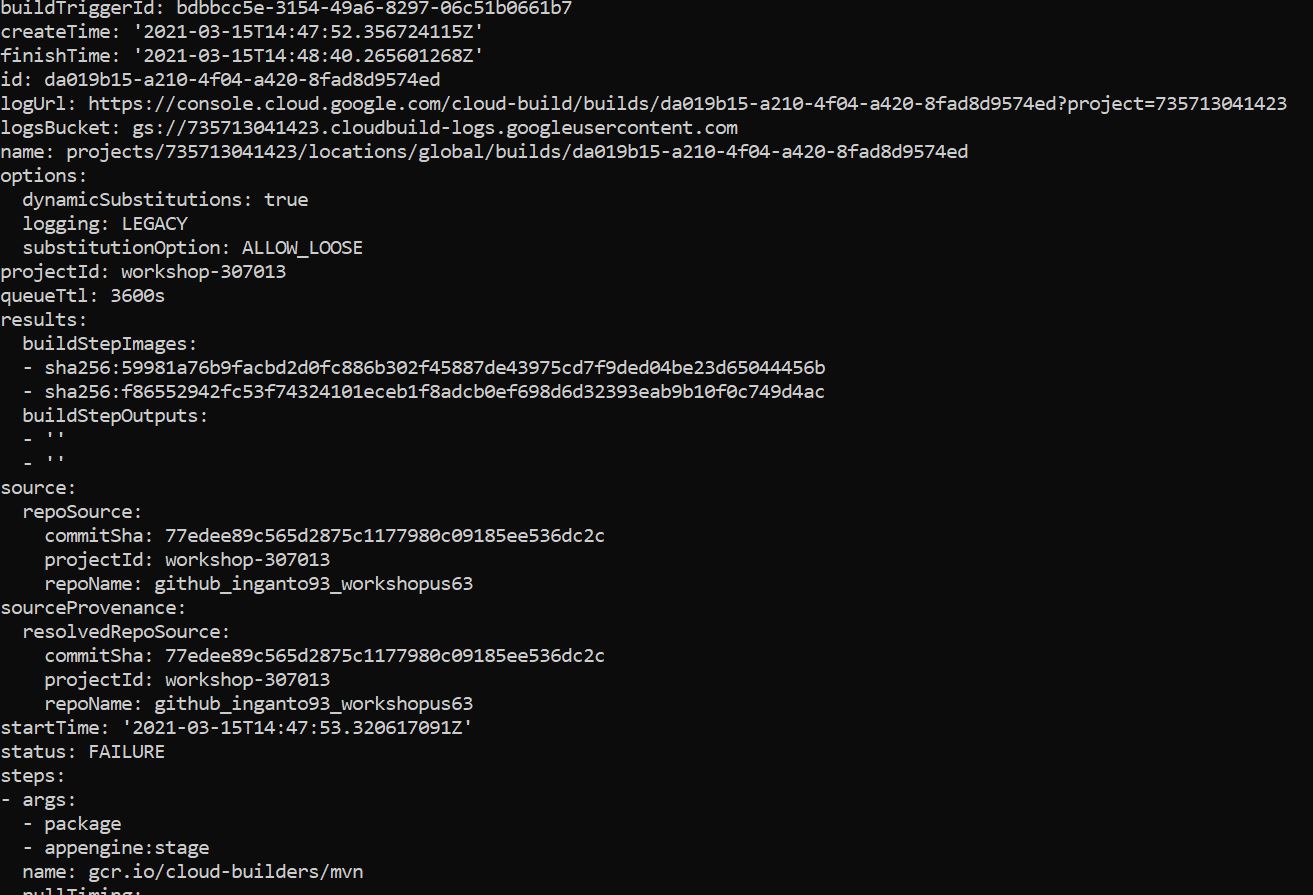 buildTriggerId: bdbbcc5e-3154-49a6-8297-06c51b0661b7
createTime: '2021-03-15T14:47:52.356724115Z'
finishTime: '2021-03-15T14:48:40.265601268Z'
id: da019b15-a210-4f04-a420-8fad8d9574ed
logUrl: https://console.cloud.google.com/cloud-build/builds/da019b15-a210-4f04-a420-8fad8d9574ed?project=735713041423
logsBucket: gs://735713041423.cloudbuild-logs.googleusercontent.com
name: projects/735713041423/locations/global/builds/da019b15-a210-4f04-a420-8fad8d9574ed
options:
  dynamicSubstitutions: true
  logging: LEGACY
  substitutionOption: ALLOW_LOOSE
projectId: workshop-307013
queueTtl: 3600s
results:
  buildStepImages:
  - sha256:59981a76b9facbd2d0fc886b302f45887de43975cd7f9ded04be23d65044456b
  - sha256:f86552942fc53f74324101eceb1f8adcb0ef698d6d32393eab9b10f0c749d4ac
  buildStepOutputs:
  - ''
  - ''
source:
  repoSource:
    commitSha: 77edee89c565d2875c1177980c09185ee536dc2c
    projectId: workshop-307013
    repoName: github_inganto93_workshopus63
sourceProvenance:
  resolvedRepoSource:
    commitSha: 77edee89c565d2875c1177980c09185ee536dc2c
    projectId: workshop-307013
    repoName: github_inganto93_workshopus63
startTime: '2021-03-15T14:47:53.320617091Z'
status: FAILURE
steps:
- args:
  - package
  - appengine:stage
  name: gcr.io/cloud-builders/mvn
  pullTiming: